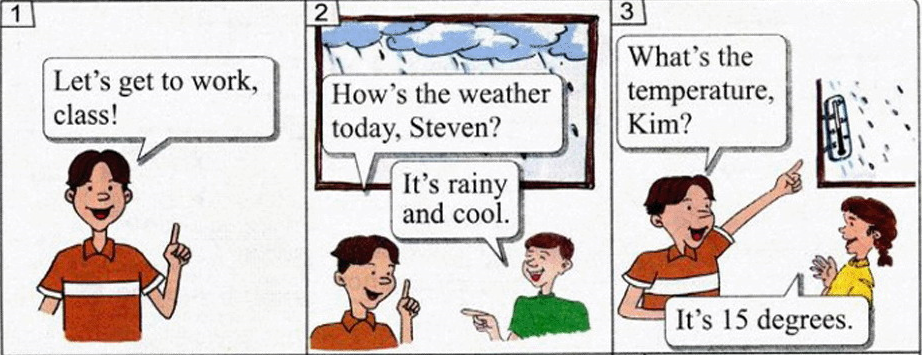 1
Let's get to work,
class!
2
How's the weather
today, Steven?
It's rainy
and cool.
3
What's the
temperature,
Kim?
It's 15 degrees.